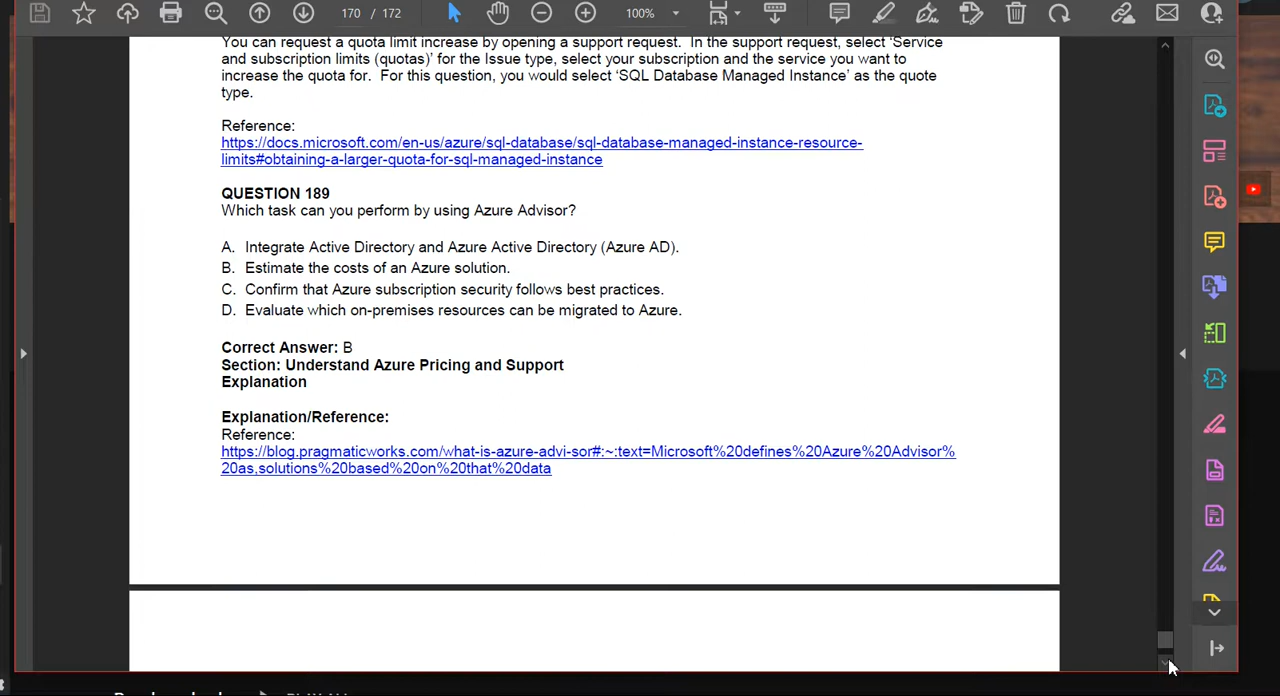 170 / 172
100%
You can request a quota limit increase by opening a support request. In the support request, select 'Service
and subscription limits (quotas)' for the Issue type, select your subscription and the service you want to
increase the quota for. For this question, you would select 'SQL Database Managed Instance' as the quote
type.
Reference:
https://docs.microsoft.com/en-us/azure/sql-database/sql-database-managed-instance-resource-
limits#obtaining-a-larger-quota-for-sql-managed-instance
QUESTION 189
Which task can you perform by using Azure Advisor?
A. Integrate Active Directory and Azure Active Directory (Azure AD).
B. Estimate the costs of an Azure solution.
C. Confirm that Azure subscription security follows best practices.
D. Evaluate which on-premises resources can be migrated to Azure.
Correct Answer: B
Section: Understand Azure Pricing and Support
Explanation
Explanation/Reference:
Reference:
https://blog.pragmaticworks.com/what-is-azure-advi-sor#:~:text=Microsoft%20defines%20Azure%20Advisor%
20as,solutions%20based%20on%20that%20data